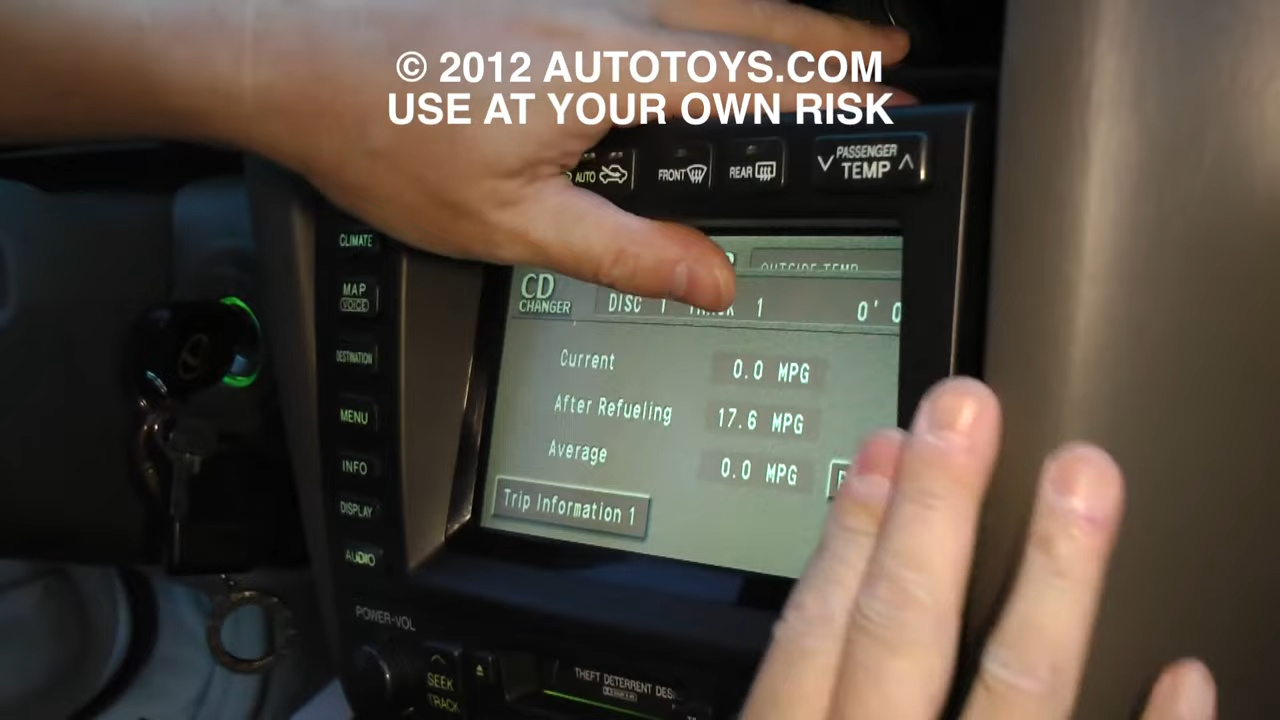 © 2012 AUTOTOYS.COM
USE AT YOUR OWN RISK
AUTO
FRONT
REAR
PASSENGER
TEMP
CLIMATE
MAP
VOICE
DESTINATION
MENU
INFO
DISPLAY
AUDIO
OUTSIDE TEMP
CD
CHANGER
DISC 1 TRACK 1 0' 0
Current 0.0 MPG
After Refueling 17.6 MPG
Average 0.0 MPG
Trip Information 1
POWER-VOL
SEEK
TRACK
THEFT DETERRENT DES